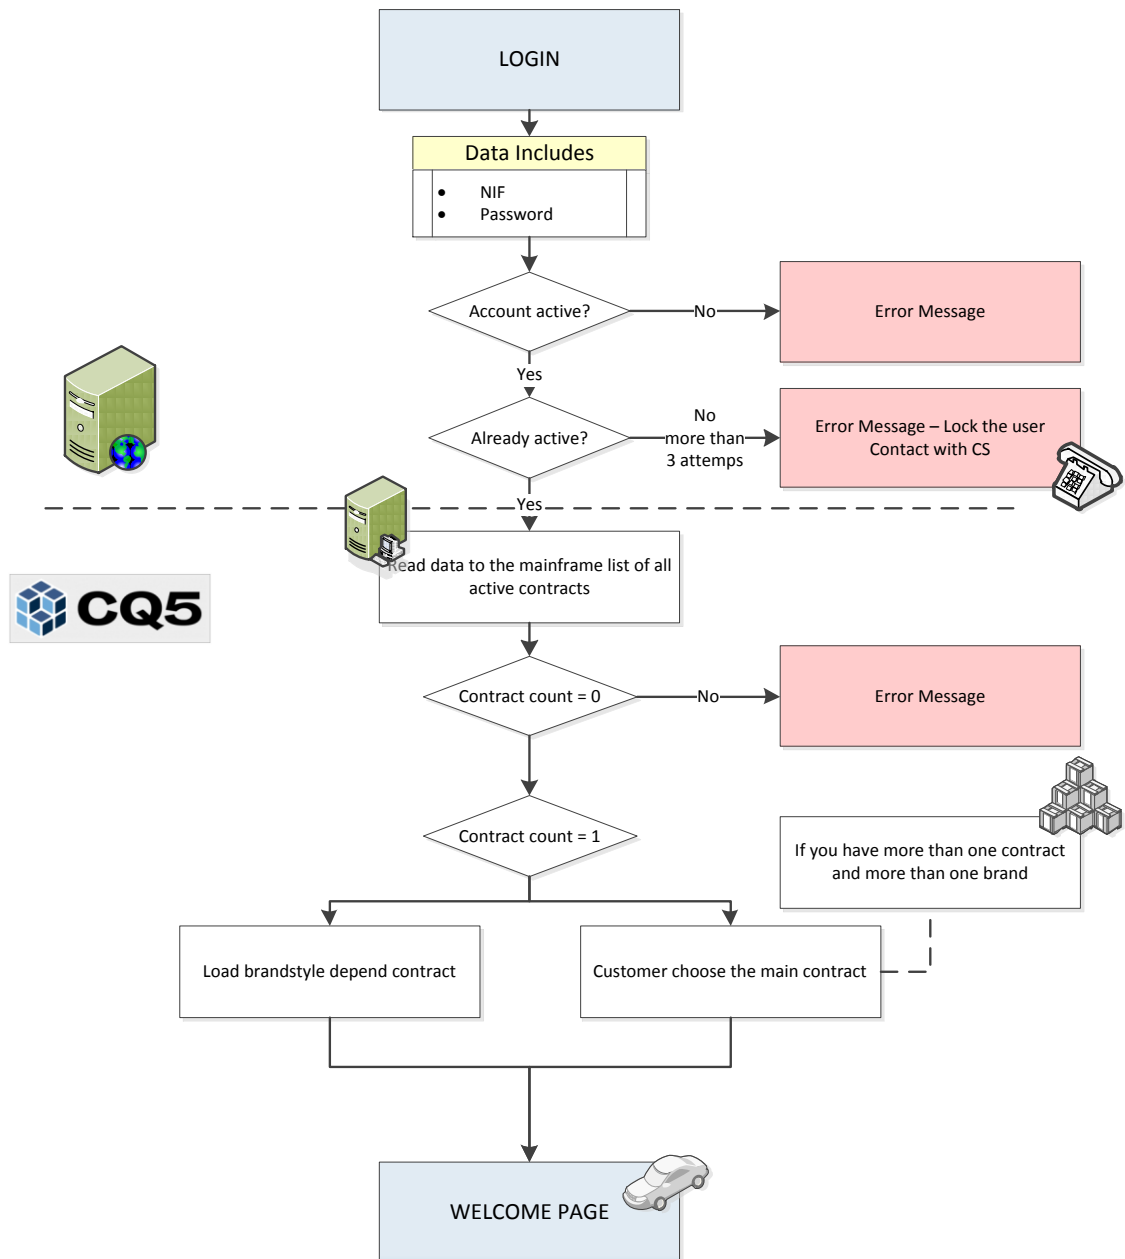 LOGIN
Data Includes
• NIF
• Password
Account active?
No
Error Message
Yes
Already active?
No
more than
3 attemps
Error Message – Lock the user
Contact with CS
Yes
Read data to the mainframe list of all
active contracts
CQ5
Contract count = 0
No
Error Message
Contract count = 1
If you have more than one contract
and more than one brand
Load brandstyle depend contract
Customer choose the main contract
WELCOME PAGE